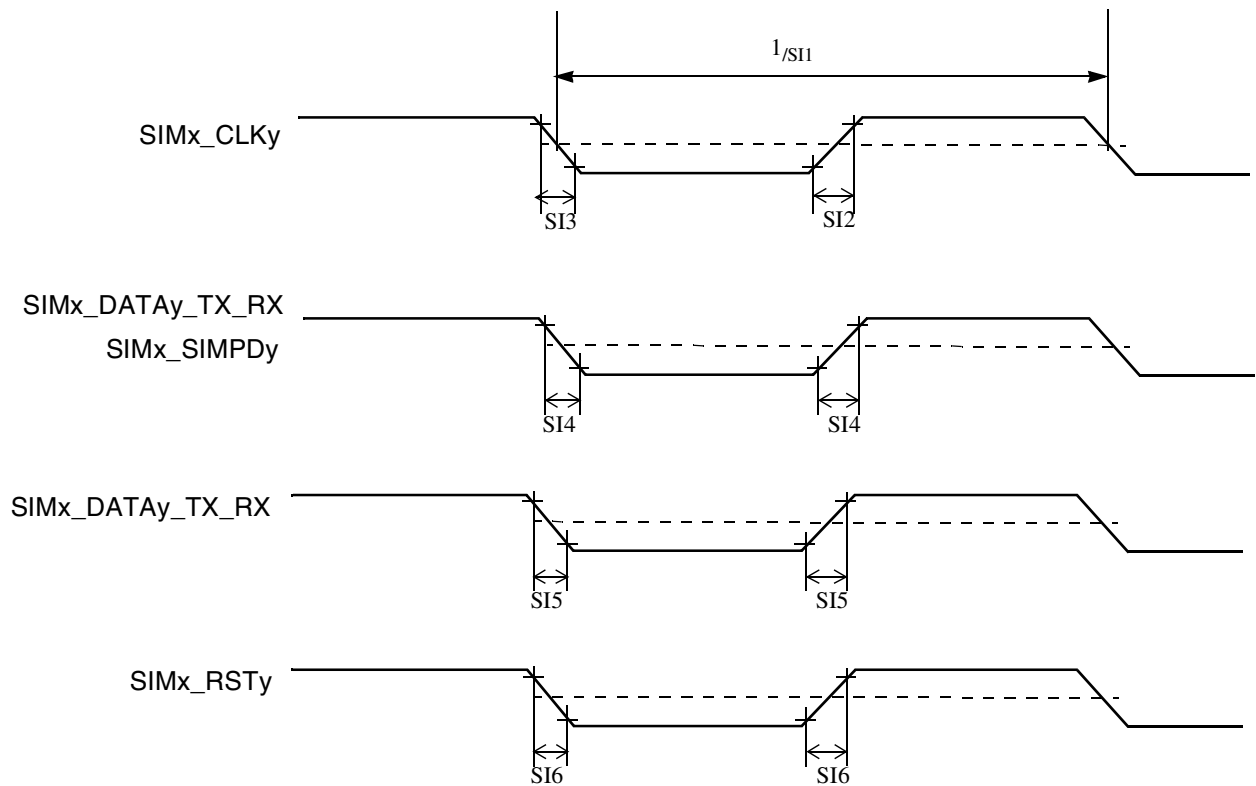 1/SI1
SIMx_CLKy
SI3 SI2
SIMx_DATAy_TX_RX
SIMx_SIMPDy
SI4 SI4
SIMx_DATAy_TX_RX
SI5 SI5
SIMx_RSTy
SI6 SI6